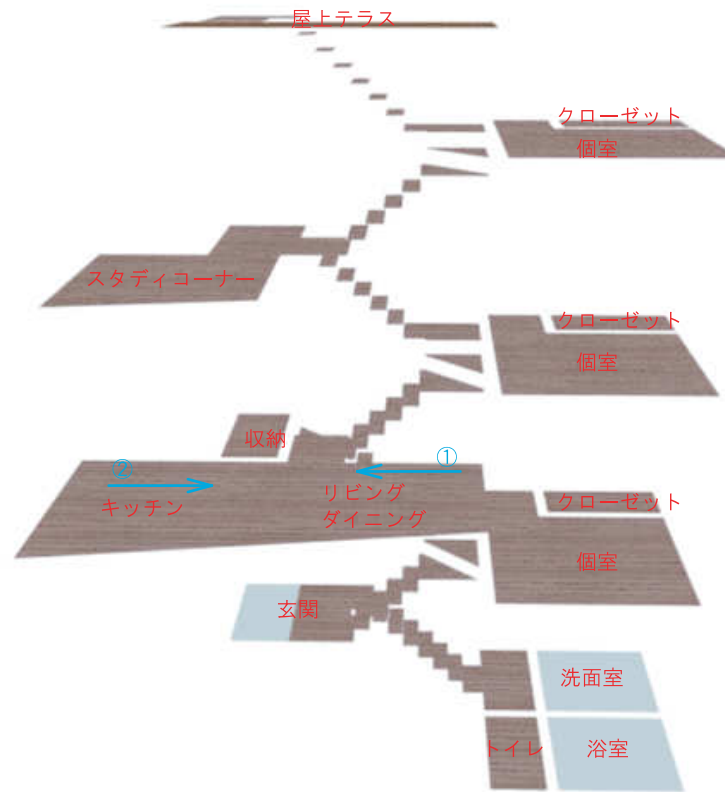 屋上テラス
クローゼット
個室
スタディコーナー
クローゼット
個室
収納
①
②
キッチン
リビング
ダイニング
クローゼット
個室
玄関
洗面室
トイレ
浴室